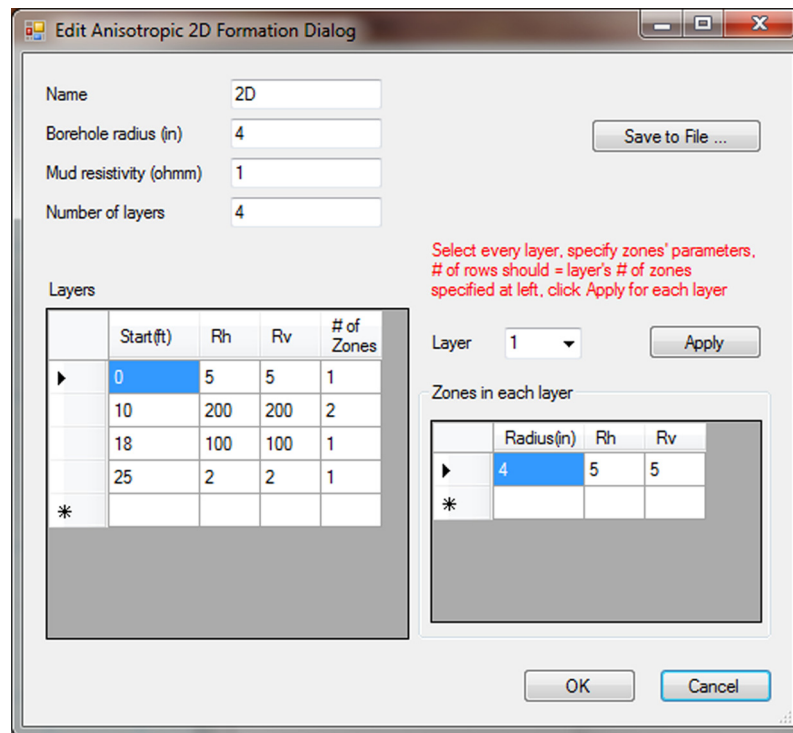 Edit Anisotropic 2D Formation Dialog
Name 2D
Borehole radius (in) 4
Save to File ...
Mud resistivity (ohmm) 1
Number of layers 4
Select every layer, specify zones' parameters,
# of rows should = layer's # of zones
specified at left, click Apply for each layer
Layers
Start(ft) Rh Rv # of Zones
0 5 5 1
10 200 200 2
18 100 100 1
25 2 2 1
Layer 1 Apply
Zones in each layer
Radius(in) Rh Rv
4 5 5
OK Cancel